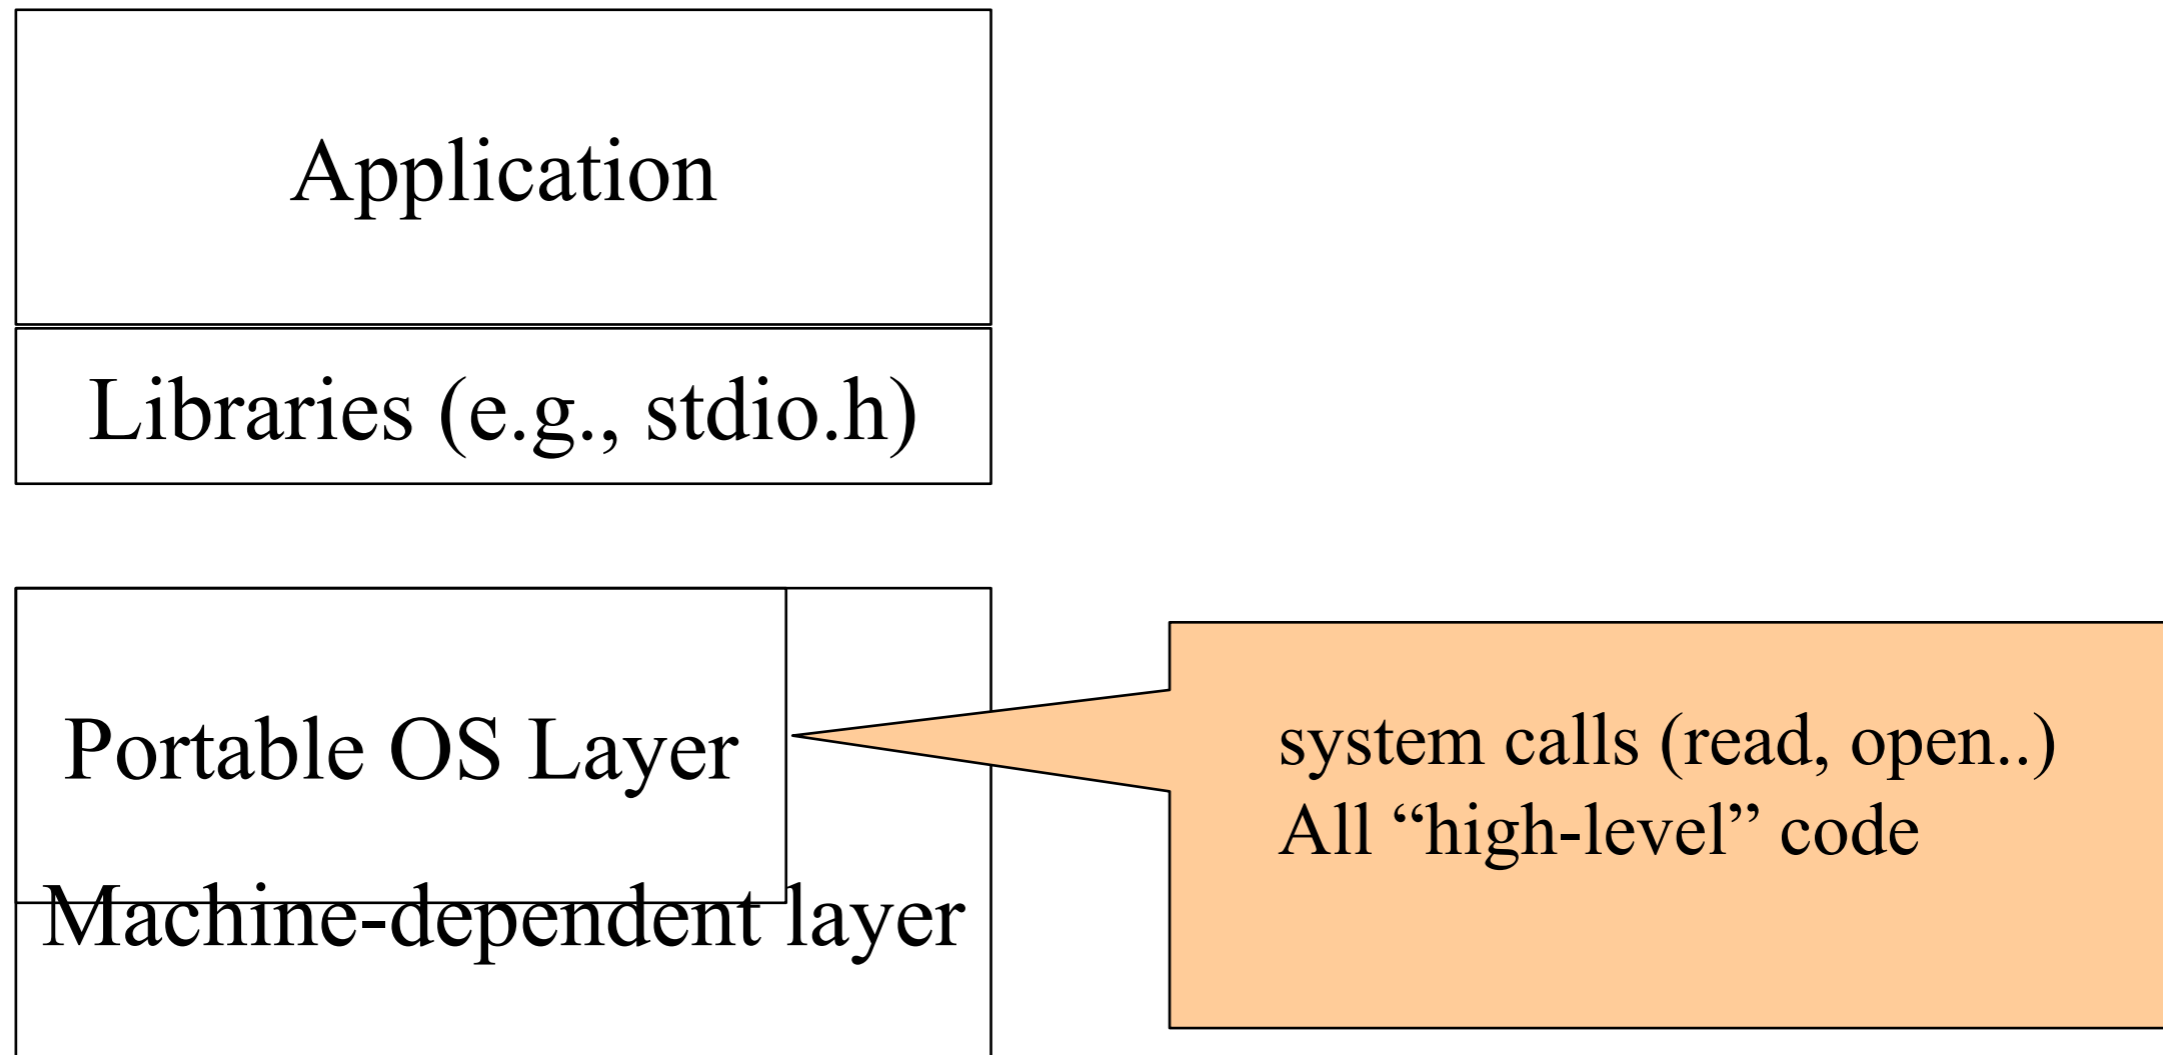 Application
Libraries (e.g., stdio.h)
Portable OS Layer
Machine-dependent layer
system calls (read, open..)
All “high-level” code